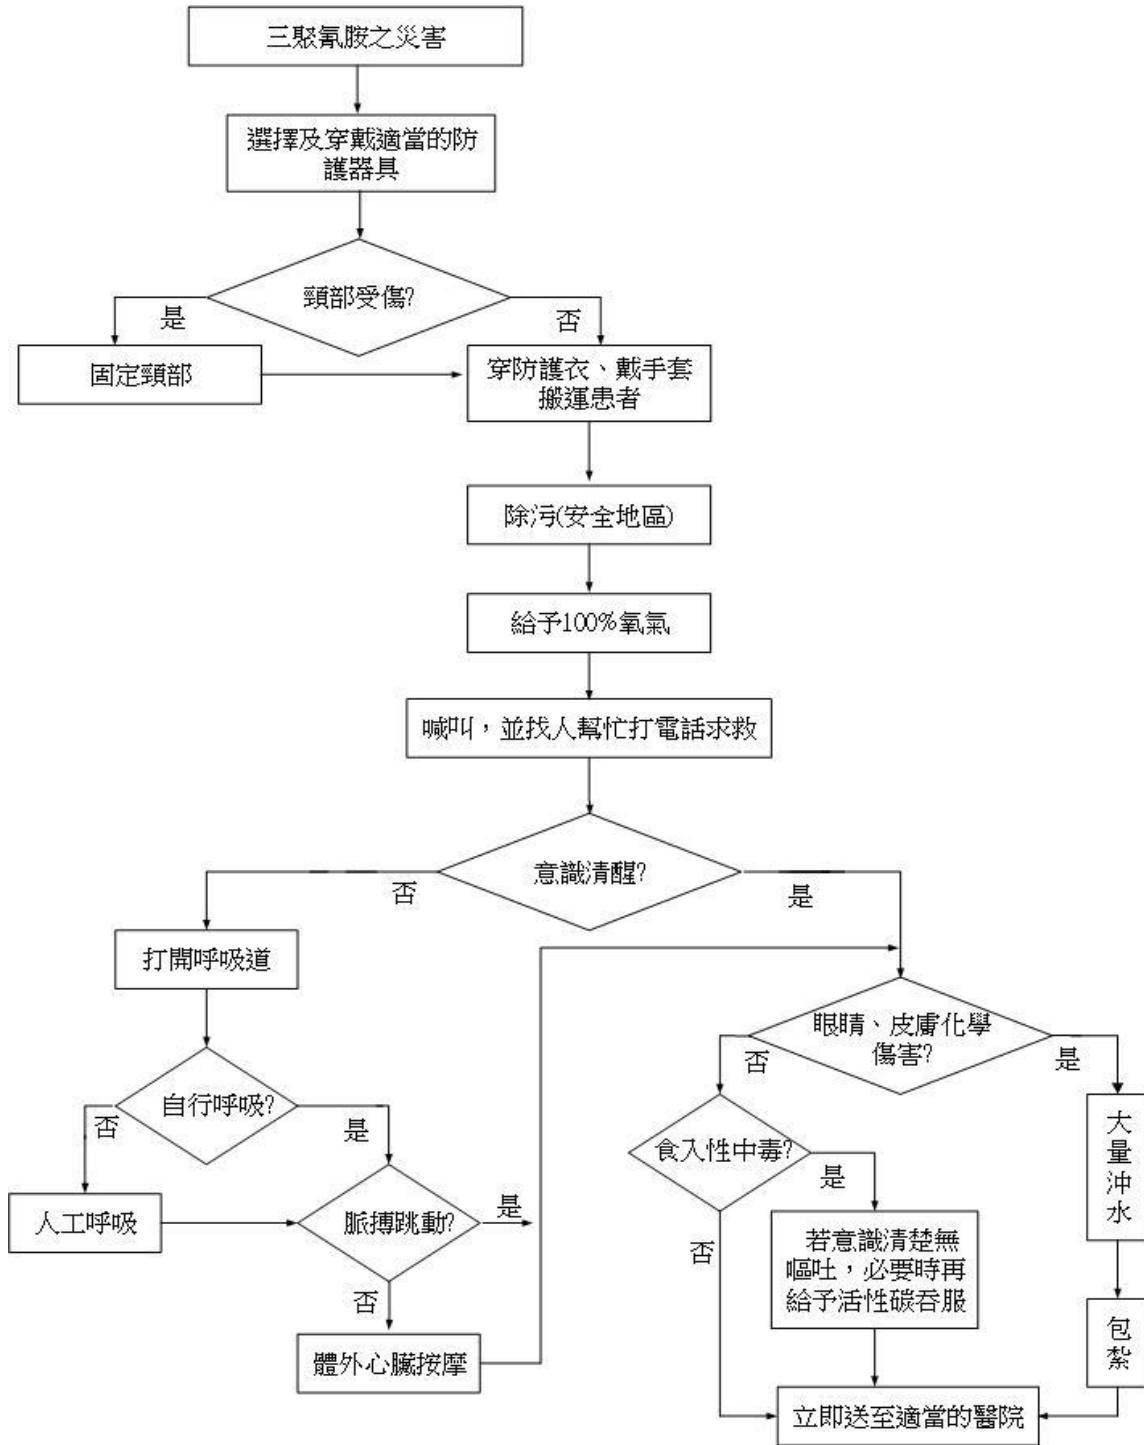 三聚氰胺之災害
選擇及穿戴適當的防
護器具
頸部受傷?
是
否
固定頸部
穿防護衣、戴手套
搬運患者
除污(安全地區)
給予100%氧氣
喊叫，並找人幫忙打電話求救
意識清醒?
否
是
打開呼吸道
眼睛、皮膚化學
傷害?
否
是
自行呼吸?
否
是
食入性中毒?
是
否
大量沖水
人工呼吸
脈搏跳動?
是
否
若意識清楚無
嘔吐，必要時再
給予活性碳吞服
體外心臟按摩
包紮
立即送至適當的醫院